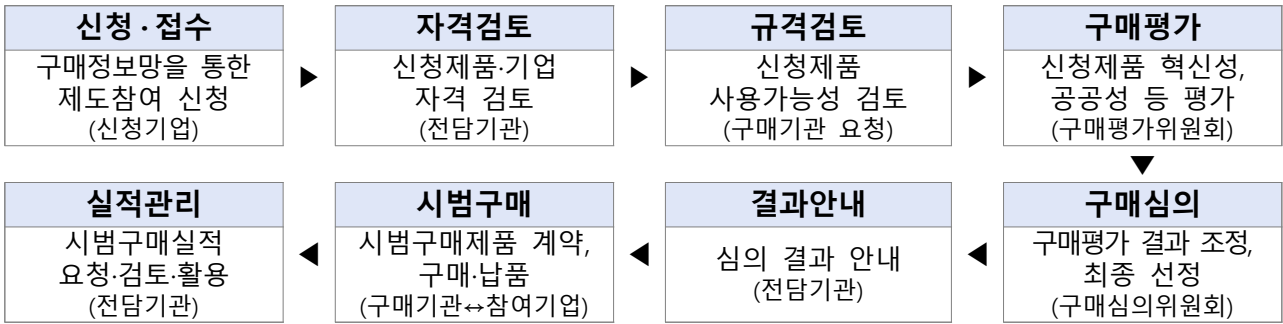 신청·접수
구매정보망을 통한
제도참여 신청
(신청기업)
▶
자격검토
신청제품·기업
자격 검토
(전담기관)
▶
규격검토
신청제품
사용가능성 검토
(구매기관 요청)
▶
구매평가
신청제품 혁신성,
공공성 등 평가
(구매평가위원회)
▼
구매심의
구매평가 결과 조정,
최종 선정
(구매심의위원회)
◀
결과안내
심의 결과 안내
(전담기관)
◀
시범구매
시범구매제품 계약,
구매·납품
(구매기관↔참여기업)
◀
실적관리
시범구매실적
요청·검토·활용
(전담기관)